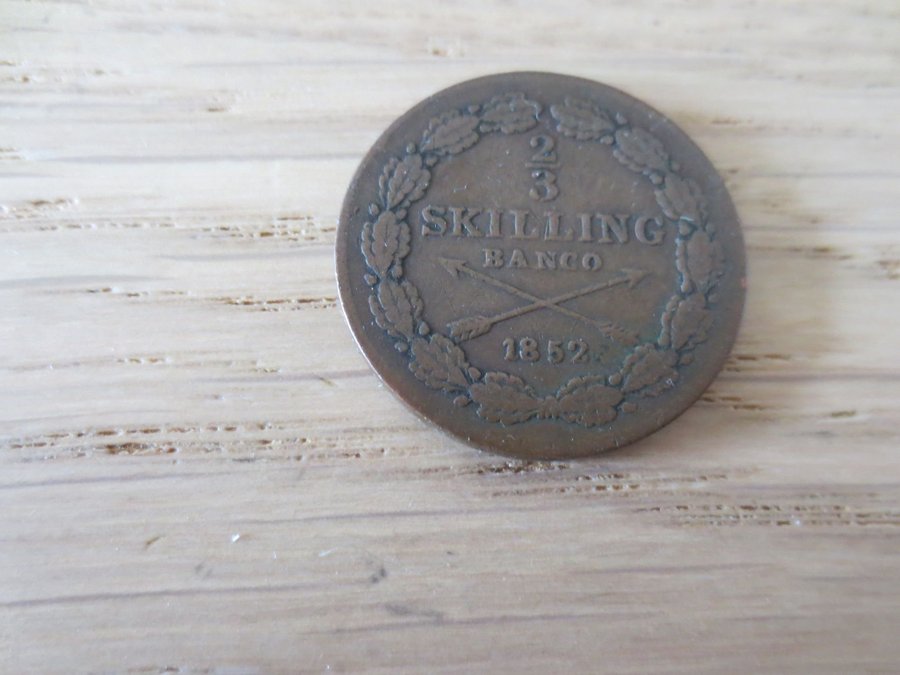 2
3
SKILLING
BANCO
1852.